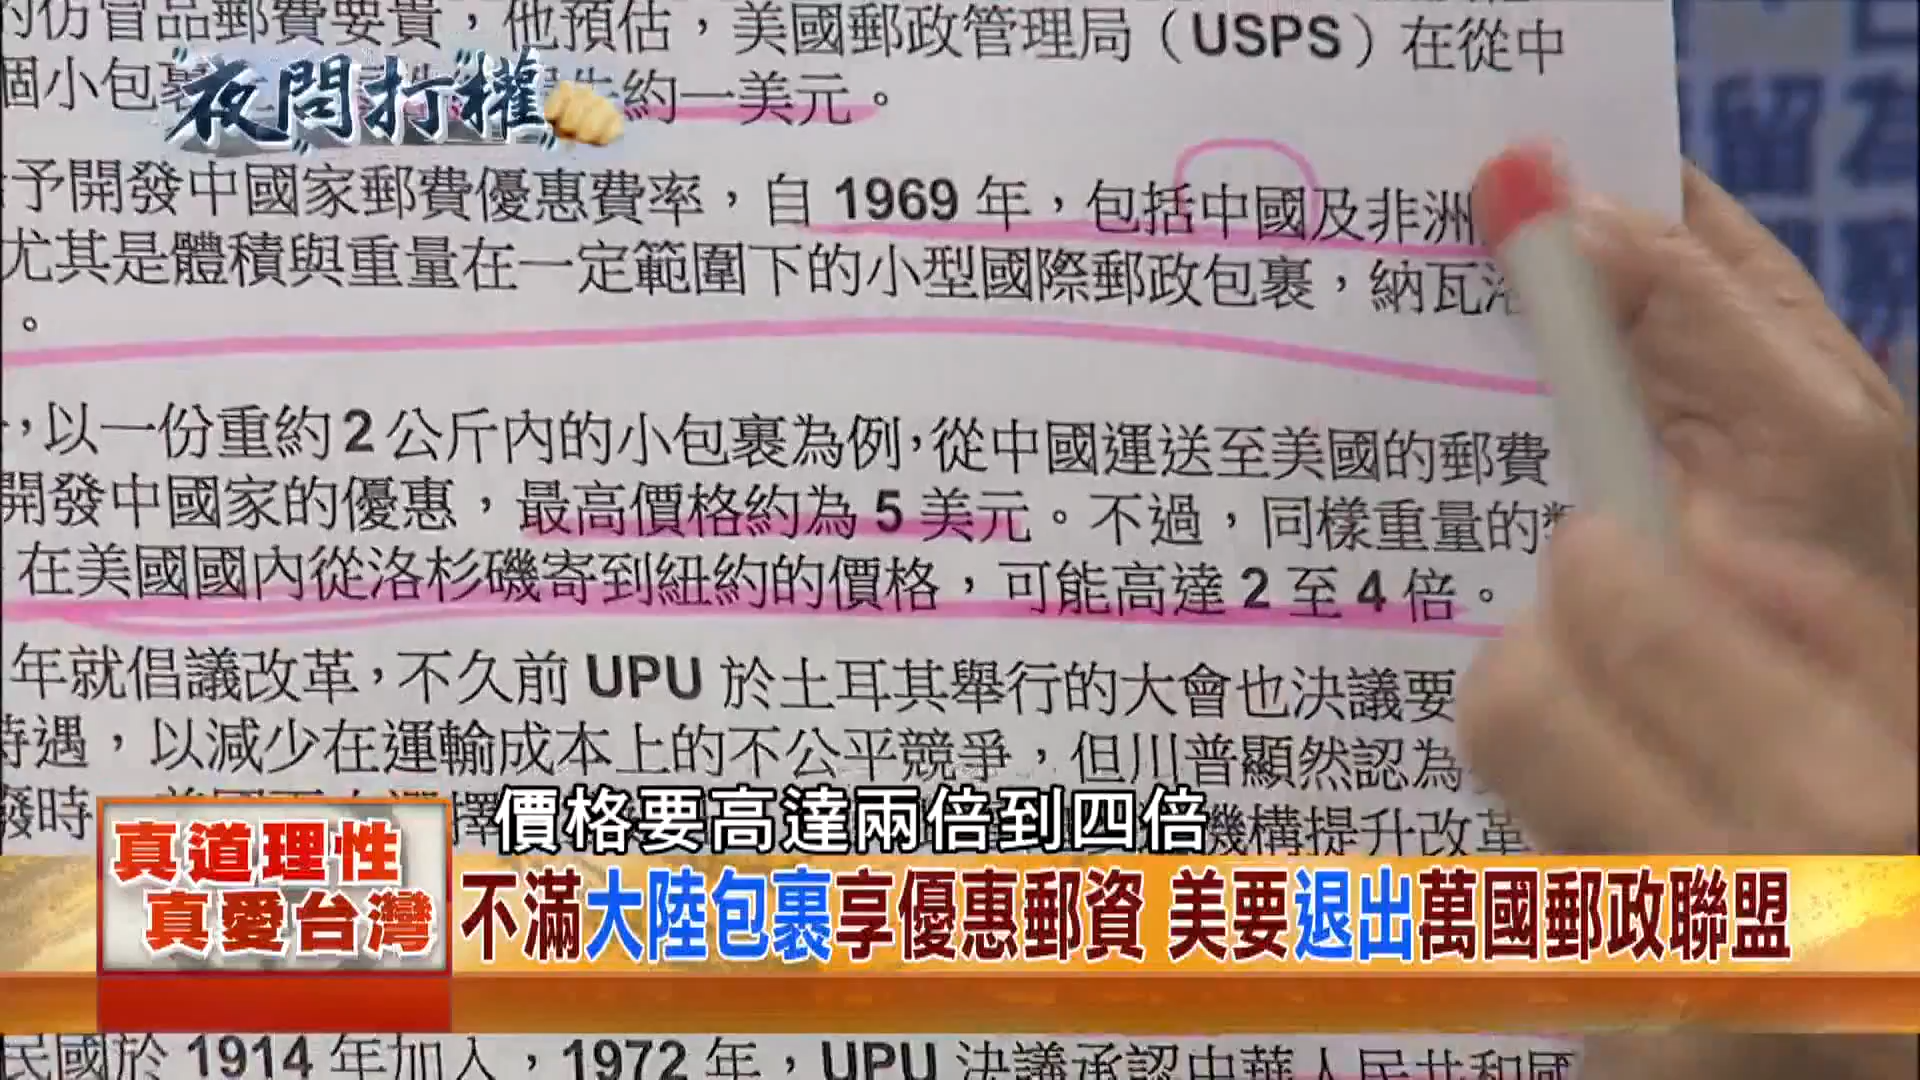 的仿冒品郵費要貴，他預估，美國郵政管理局（USPS）在從中
個小包裹
約一美元。
"夜問打權"
予開發中國家郵費優惠費率，自 1969 年，包括中國及非洲
尤其是體積與重量在一定範圍下的小型國際郵政包裹，納瓦洛
。
，以一份重約 2 公斤內的小包裹為例，從中國運送至美國的郵費
開發中國家的優惠，最高價格約為 5 美元。不過，同樣重量的
在美國國內從洛杉磯寄到紐約的價格，可能高達 2 至 4 倍。
年就倡議改革，不久前 UPU 於土耳其舉行的大會也決議要
待遇，以減少在運輸成本上的不公平競爭，但川普顯然認為
廢時
擇
機構提升改革
價格要高達兩倍到四倍
真道理性
真愛台灣
不滿大陸包裹享優惠郵資 美要退出萬國郵政聯盟
民國於 1914 年加入，1972 年，UPU 決議承認中華人民共和國
留